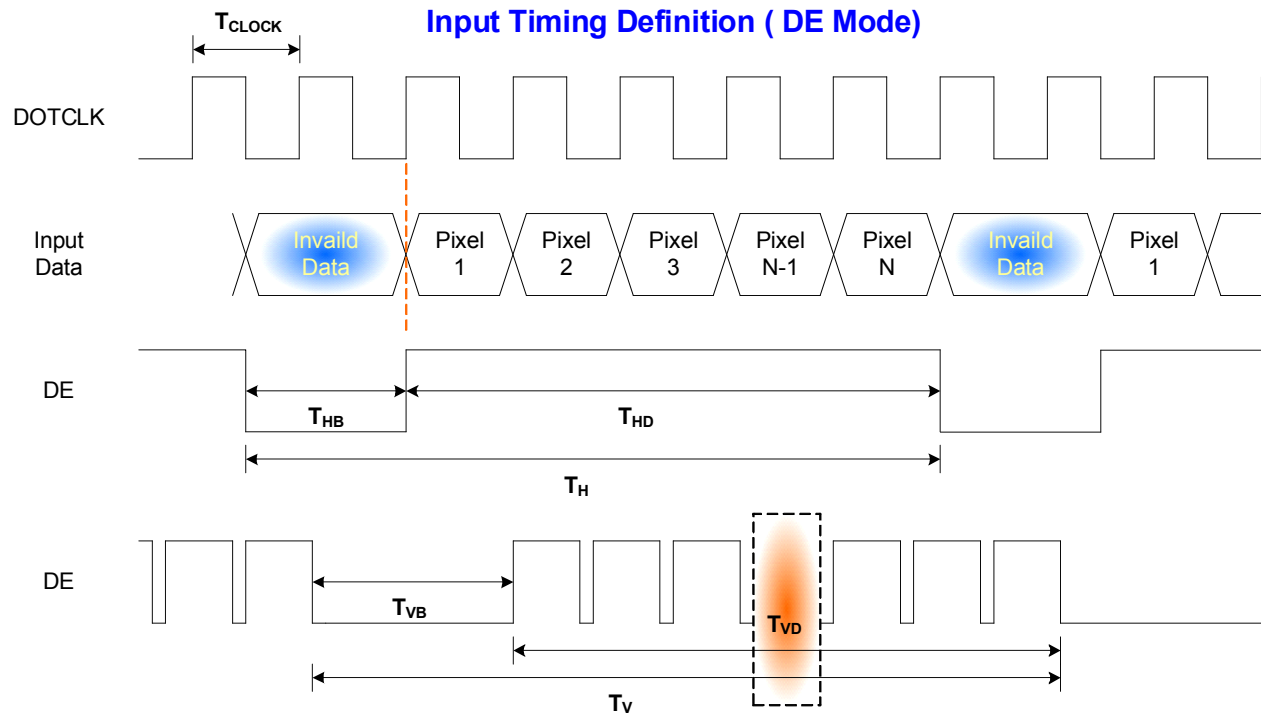 Input Timing Definition ( DE Mode)
TCLOCK
DOTCLK
Input
Data
Invaild
Data
Pixel
1
Pixel
2
Pixel
3
Pixel
N-1
Pixel
N
Invaild
Data
Pixel
1
DE
THB
THD
TH
DE
TVB
TVD
TV